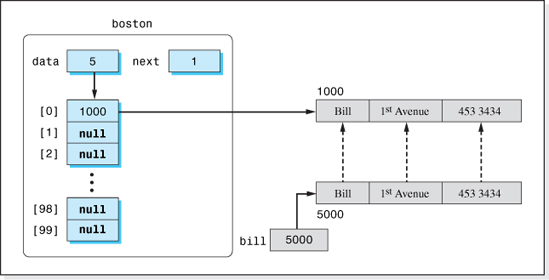 boston
data 5 next 1
1000
[0] 1000 Bill 1st Avenue 453 3434
[1] null
[2] null
[98] null Bill 1st Avenue 453 3434
[99] null 5000
bill 5000